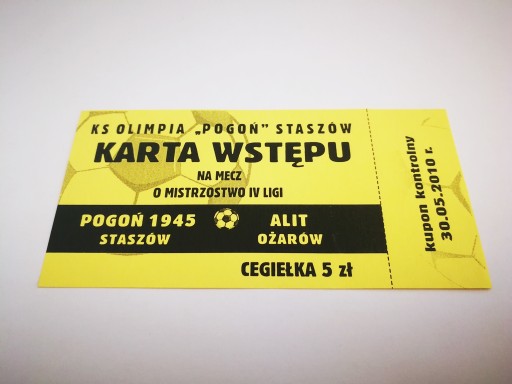 KS OLIMPIA „POGOŃ” STASZÓW
KARTA WSTĘPU
NA MECZ
O MISTRZOSTWO IV LIGI
POGOŃ 1945 ALIT
STASZÓW OŻARÓW
CEGIEŁKA 5 zł
Kupon kontrolny
30.05.2010 r.